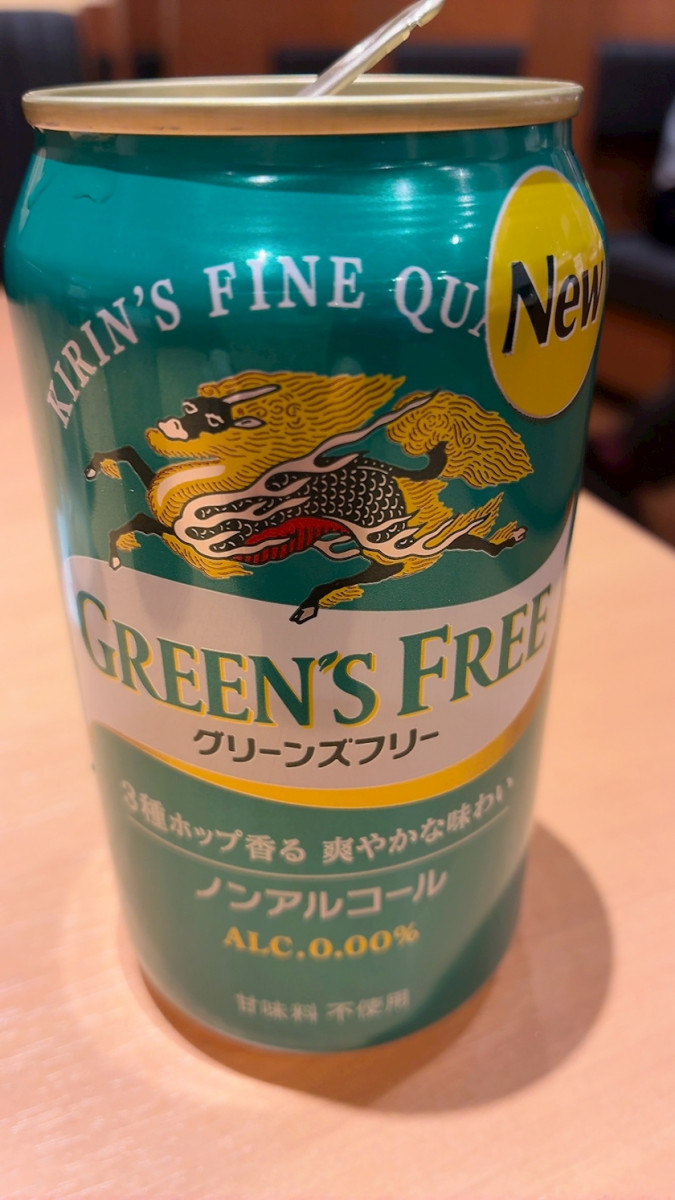 KIRIN'S FINE
New
GREEN'S FREE
グリーンズフリー
3種ホップ香る 爽やかな味わい
ノンアルコール
ALC.0.00%
甘味料 不使用